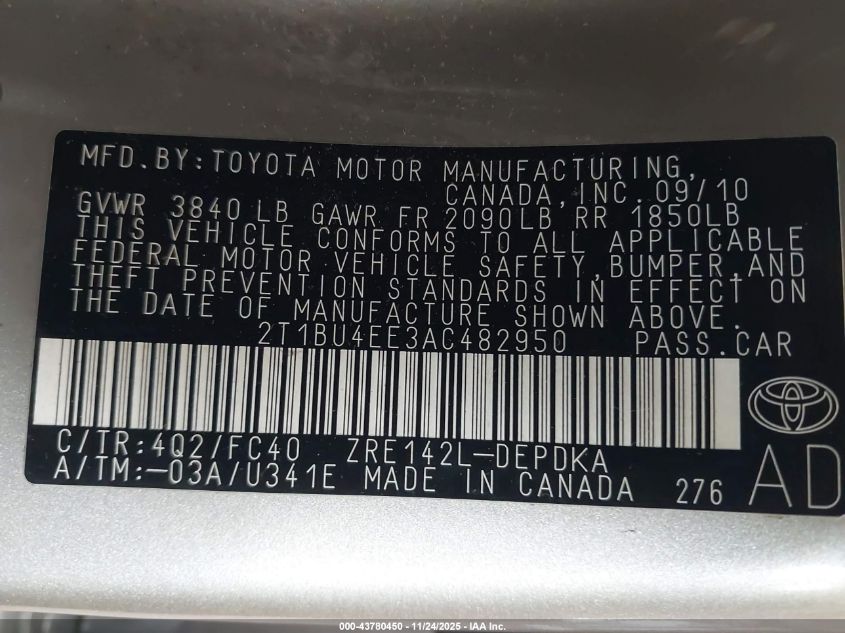 MFD.BY:TOYOTA MOTOR MANUFACTURING,
CANADA,INC.09/10
GVWR 3840LB GAWR FR 2090LB RR 1850LB
THIS VEHICLE CONFORMS TO ALL APPLICABLE
FEDERAL MOTOR VEHICLE SAFETY,BUMPER,AND
THEFT PREVENTION STANDARDS IN EFFECT ON
THE DATE OF MANUFACTURE SHOWN ABOVE.
2T1BU4EE3AC482950 PASS.CAR
C/TR:4Q2/FC40 ZRE142L-DEPDKA
A/TM:-03A/U341E MADE IN CANADA 276 AD
000-43780450 - 11/24/2025 - IAA Inc.